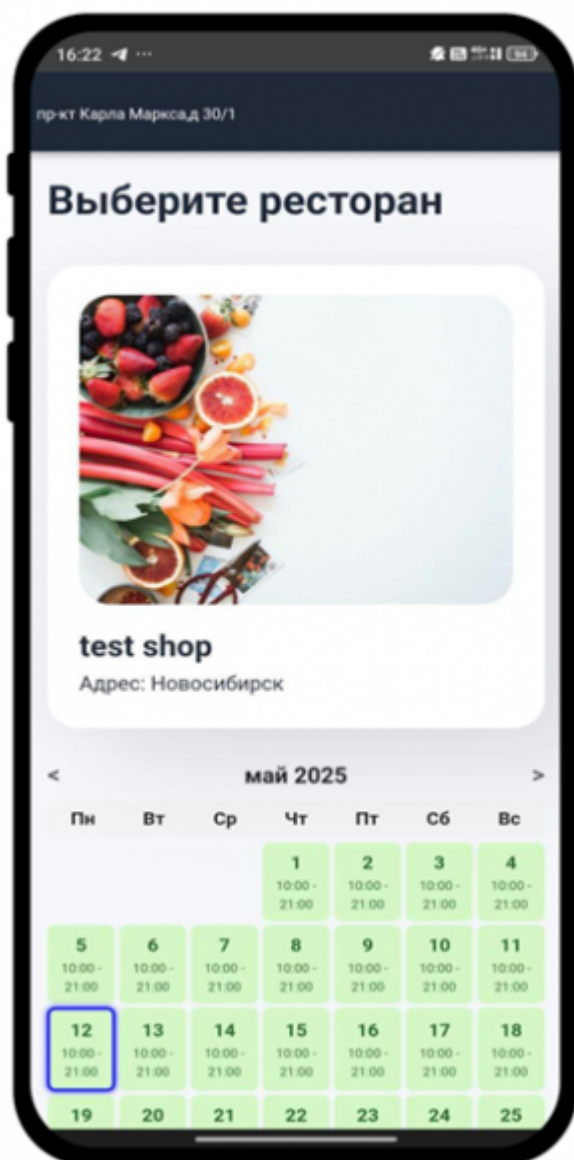 16:22
94
пр-кт Карла Маркса,д 30/1
Выберите ресторан
test shop
Адрес: Новосибирск
< май 2025 >
Пн Вт Ср Чт Пт Сб Вс
1 2 3 4
10:00 - 10:00 - 10:00 - 10:00 -
21:00 21:00 21:00 21:00
5 6 7 8 9 10 11
10:00 - 10:00 - 10:00 - 10:00 - 10:00 - 10:00 - 10:00 -
21:00 21:00 21:00 21:00 21:00 21:00 21:00
12 13 14 15 16 17 18
10:00 - 10:00 - 10:00 - 10:00 - 10:00 - 10:00 - 10:00 -
21:00 21:00 21:00 21:00 21:00 21:00 21:00
19 20 21 22 23 24 25